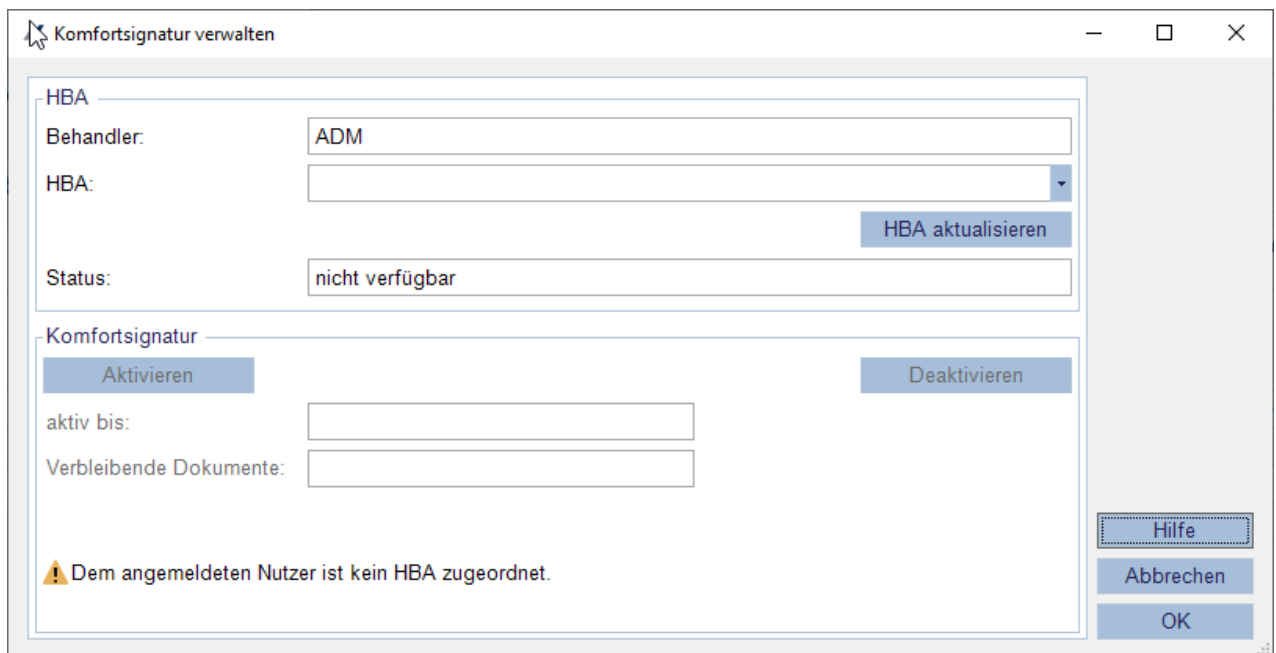 Komfortsignatur verwalten
HBA
Behandler: ADM
HBA:
HBA aktualisieren
Status: nicht verfügbar
Komfortsignatur
Aktivieren Deaktivieren
aktiv bis:
Verbleibende Dokumente:
Dem angemeldeten Nutzer ist kein HBA zugeordnet.
Hilfe
Abbrechen
OK